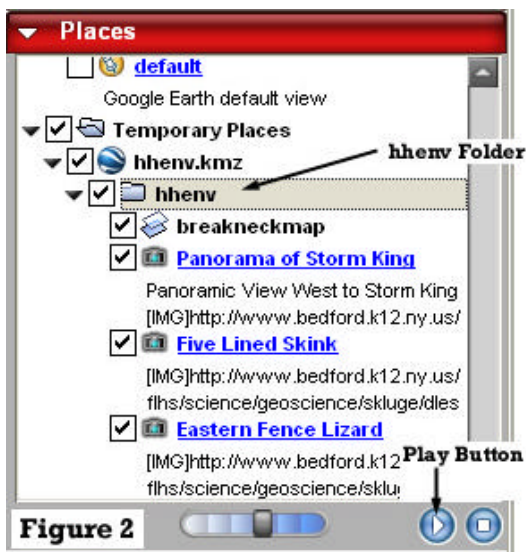 Places
default
Google Earth default view
Temporary Places
hhenv.kmz
hhenv Folder
hhenv
breakneckmap
Panorama of Storm King
Panoramic View West to Storm King
[IMG]http://www.bedford.k12.ny.us/
Five Lined Skink
[IMG]http://www.bedford.k12.ny.us/
flhs/science/geoscience/skluge/dles
Eastern Fence Lizard
[IMG]http://www.bedford.k12
Play Button
flhs/science/geoscience/sklu
Figure 2